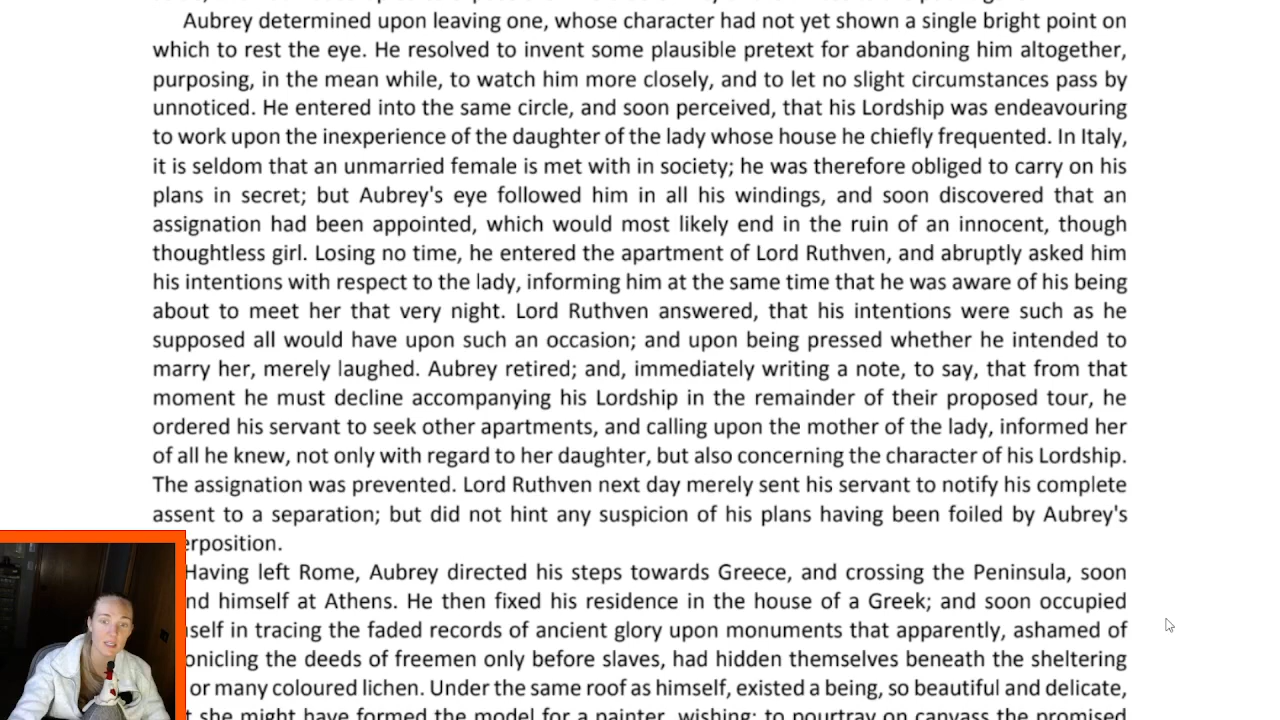 Aubrey determined upon leaving one, whose character had not yet shown a single bright point on
which to rest the eye. He resolved to invent some plausible pretext for abandoning him altogether,
purposing, in the mean while, to watch him more closely, and to let no slight circumstances pass by
unnoticed. He entered into the same circle, and soon perceived, that his Lordship was endeavouring
to work upon the inexperience of the daughter of the lady whose house he chiefly frequented. In Italy,
it is seldom that an unmarried female is met with in society; he was therefore obliged to carry on his
plans in secret; but Aubrey's eye followed him in all his windings, and soon discovered that an
assignation had been appointed, which would most likely end in the ruin of an innocent, though
thoughtless girl. Losing no time, he entered the apartment of Lord Ruthven, and abruptly asked him
his intentions with respect to the lady, informing him at the same time that he was aware of his being
about to meet her that very night. Lord Ruthven answered, that his intentions were such as he
supposed all would have upon such an occasion; and upon being pressed whether he intended to
marry her, merely laughed. Aubrey retired; and, immediately writing a note, to say, that from that
moment he must decline accompanying his Lordship in the remainder of their proposed tour, he
ordered his servant to seek other apartments, and calling upon the mother of the lady, informed her
of all he knew, not only with regard to her daughter, but also concerning the character of his Lordship.
The assignation was prevented. Lord Ruthven next day merely sent his servant to notify his complete
assent to a separation; but did not hint any suspicion of his plans having been foiled by Aubrey's
erposition.
Having left Rome, Aubrey directed his steps towards Greece, and crossing the Peninsula, soon
nd himself at Athens. He then fixed his residence in the house of a Greek; and soon occupied
self in tracing the faded records of ancient glory upon monuments that apparently, ashamed of
onicling the deeds of freemen only before slaves, had hidden themselves beneath the sheltering
or many coloured lichen. Under the same roof as himself, existed a being, so beautiful and delicate,
t she might have formed the model for a painter, wishing; to pourtray on canvass the promised